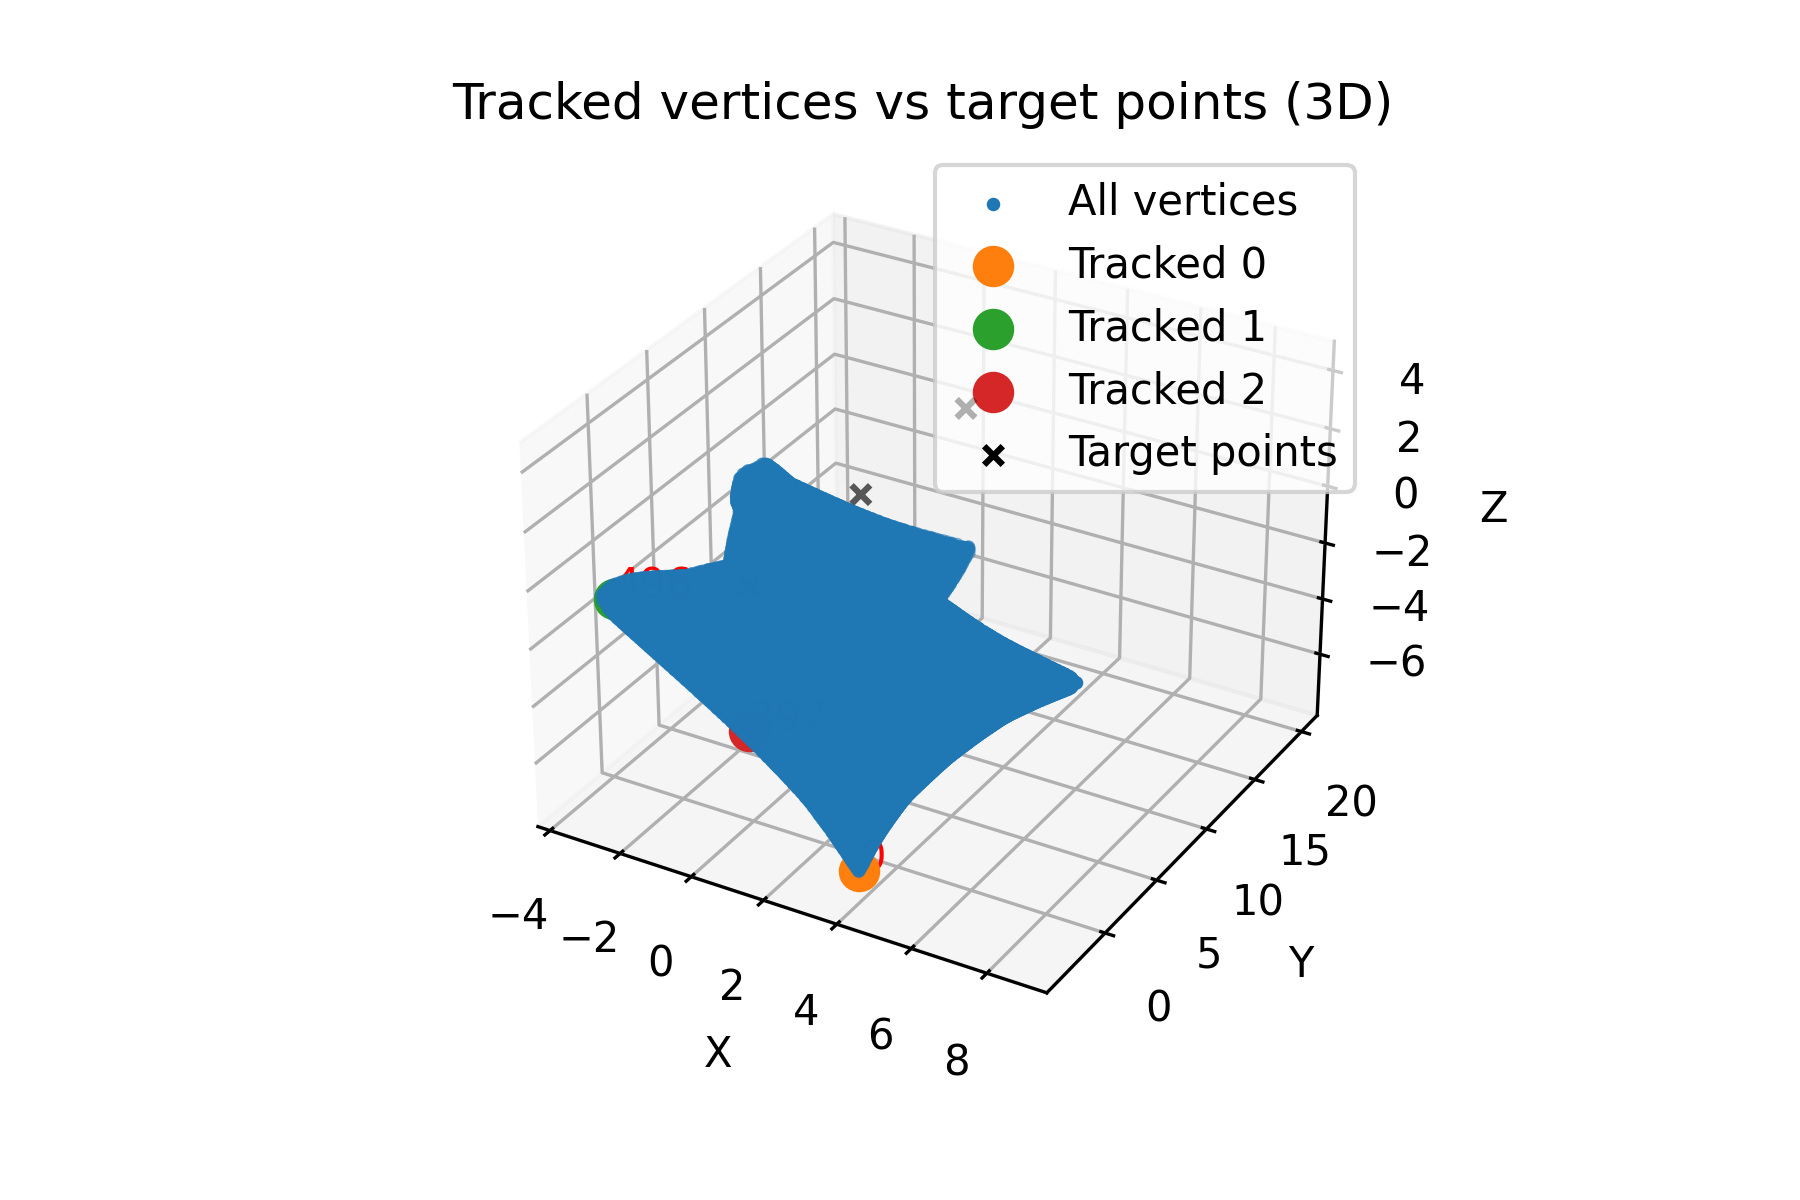 Tracked vertices vs target points (3D)
All vertices
Tracked 0
Tracked 1
Tracked 2
Target points
4
2
0
−2
−4
−6
Z
20
15
10
5
0
Y
−4
−2
0
2
4
6
8
X